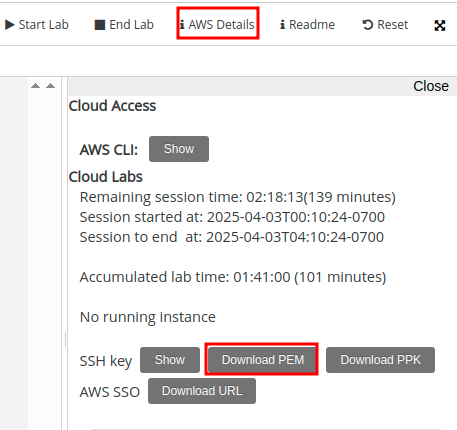 Start Lab End Lab AWS Details Readme Reset
Close
Cloud Access
AWS CLI: Show
Cloud Labs
Remaining session time: 02:18:13(139 minutes)
Session started at: 2025-04-03T00:10:24-0700
Session to end at: 2025-04-03T04:10:24-0700
Accumulated lab time: 01:41:00 (101 minutes)
No running instance
SSH key Show Download PEM Download PPK
AWS SSO Download URL